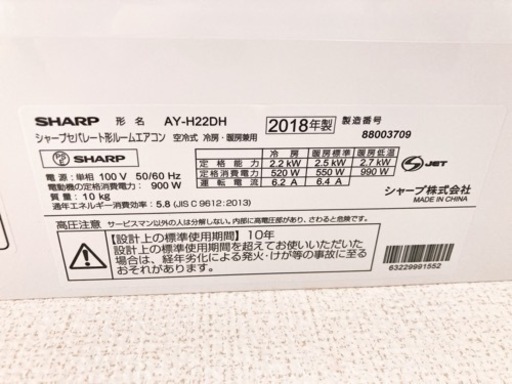 SHARP 形名 AY-H22DH 2018年製 製造番号
シャープセパレート形ルームエアコン 空冷式 冷房・暖房兼用 88003709
PS E SHARP
冷房 暖房標準 暖房低温
定格能力 2.2 kW 2.5 kW 2.7 kW
定格消費電力 520 W 550 W 990 W
運転電流 6.2 A 6.4 A
JET
電源:単相 100 V 50/60 Hz
電動機の定格消費電力: 900 W
質量:10 kg
通年エネルギー消費効率:5.8 (JIS C 9612:2013)
シャープ株式会社
MADE IN CHINA
高圧注意 サービスマン以外の人は分解しない。内部に高電圧があり、さわると危険。
【設計上の標準使用期間】10年
設計上の標準使用期間を超えてお使いいただいた
場合は、経年劣化による発火・けが等の事故に至る
おそれがあります。
63229991552